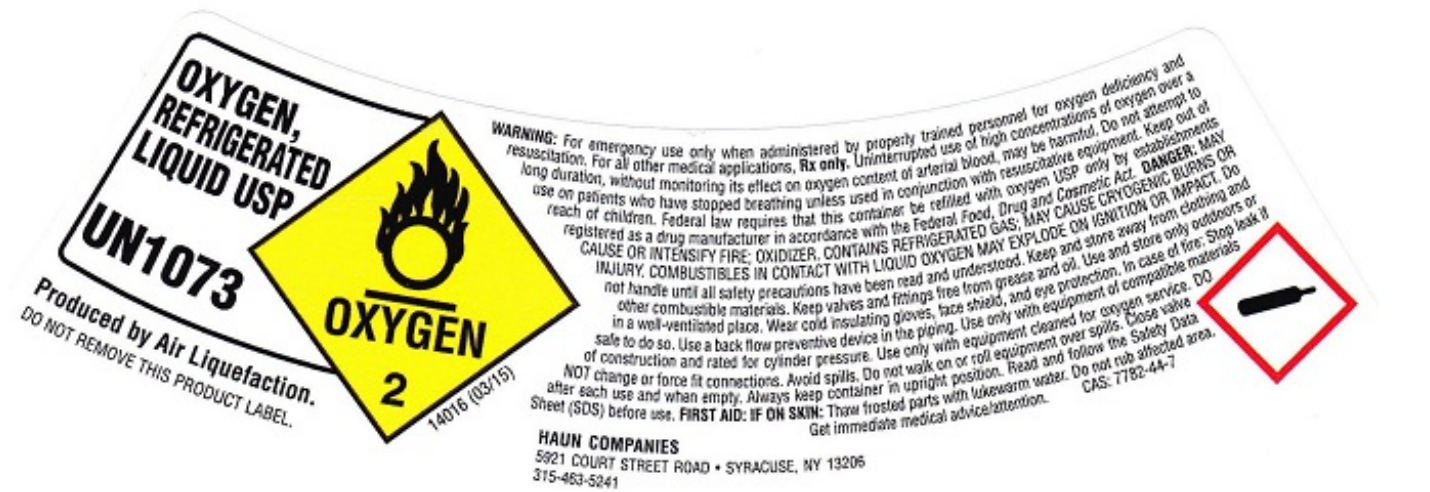 OXYGEN,
REFRIGERATED
LIQUID USP
UN1073
Produced by Air Liquefaction.
DO NOT REMOVE THIS PRODUCT LABEL.
OXYGEN
2
14016 (03/15)
WARNING: For emergency use only when administered by properly trained personnel for oxygen deficiency and
resuscitation. For all other medical applications, Rx only. Uninterrupted use of high concentrations of oxygen over a
long duration, without monitoring its effect on oxygen content of arterial blood, may be harmful. Do not attempt to
use on patients who have stopped breathing unless used in conjunction with resuscitative equipment. Keep out of
reach of children. Federal law requires that this container be refilled with oxygen USP only by establishments
registered as a drug manufacturer in accordance with the Federal Food, Drug and Cosmetic Act. DANGER: MAY
CAUSE OR INTENSIFY FIRE; OXIDIZER. CONTAINS REFRIGERATED GAS; MAY CAUSE CRYOGENIC BURNS OR
INJURY. COMBUSTIBLES IN CONTACT WITH LIQUID OXYGEN MAY EXPLODE ON IGNITION OR IMPACT. Do
not handle until all safety precautions have been read and understood. Keep and store away from clothing and
other combustible materials. Keep valves and fittings free from grease and oil. Use and store only outdoors or
in a well-ventilated place. Wear cold insulating gloves, face shield, and eye protection. In case of fire: Stop leak if
safe to do so. Use a back flow preventive device in the piping. Use only with equipment of compatible materials
of construction and rated for cylinder pressure. Use only with equipment cleaned for oxygen service. DO
NOT change or force fit connections. Avoid spills. Do not walk on or roll equipment over spills. Close valve
after each use and when empty. Always keep container in upright position. Read and follow the Safety Data
Sheet (SDS) before use. FIRST AID: IF ON SKIN: Thaw frosted parts with lukewarm water. Do not rub affected area.
Get immediate medical advice/attention. CAS: 7782-44-7
HAUN COMPANIES
5921 COURT STREET ROAD • SYRACUSE, NY 13206
315-463-5241